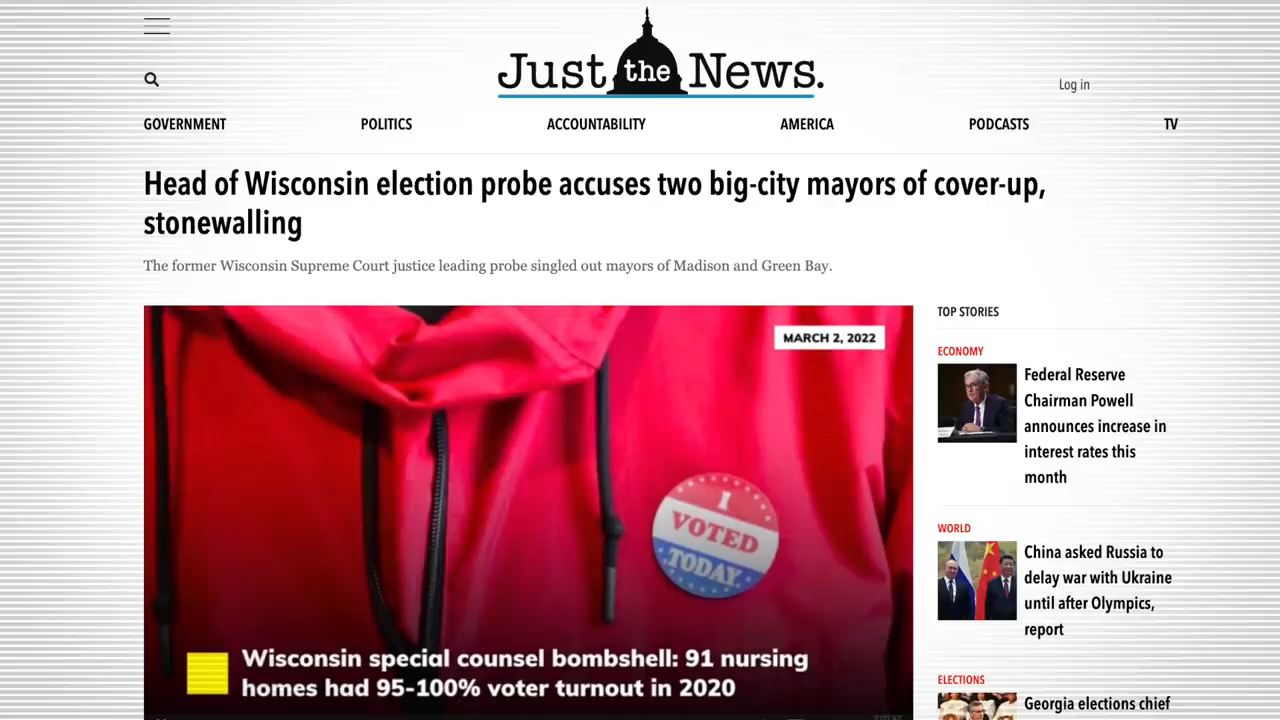 Just the News.
Log in
GOVERNMENT POLITICS ACCOUNTABILITY AMERICA PODCASTS TV
Head of Wisconsin election probe accuses two big-city mayors of cover-up,
stonewalling
The former Wisconsin Supreme Court justice leading probe singled out mayors of Madison and Green Bay.
MARCH 2, 2022
I
VOTED
TODAY.
Wisconsin special counsel bombshell: 91 nursing
homes had 95-100% voter turnout in 2020
TOP STORIES
ECONOMY
Federal Reserve
Chairman Powell
announces increase in
interest rates this
month
WORLD
China asked Russia to
delay war with Ukraine
until after Olympics,
report
ELECTIONS
Georgia elections chief